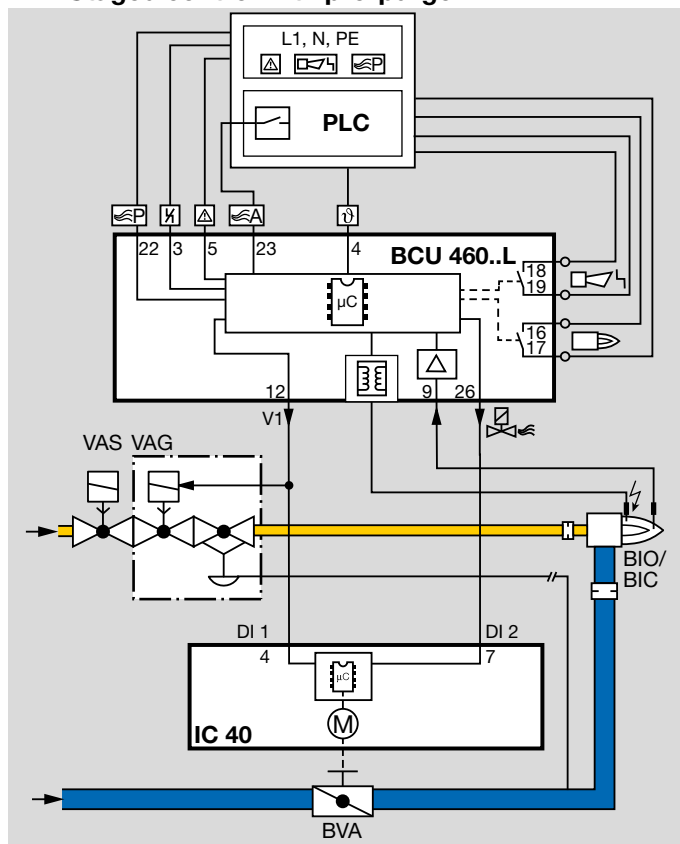 L1, N, PE
P
PLC
P A ϑ
22 3 5 23 4
BCU 460..L
18
19
µC
16
17
12 9 26
V1
VAS VAG
BIO/
BIC
DI 1 DI 2
4 7
µC
M
IC 40
BVA